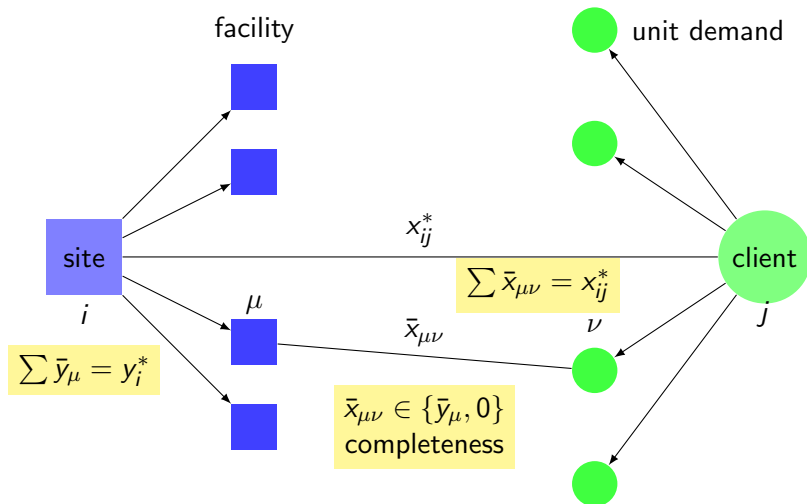 facility
unit demand
x*ij
site
client
∑ x̄μν = x*ij
i
μ
x̄μν
ν
j
∑ ȳμ = y*i
x̄μν ∈ {ȳμ, 0}
completeness